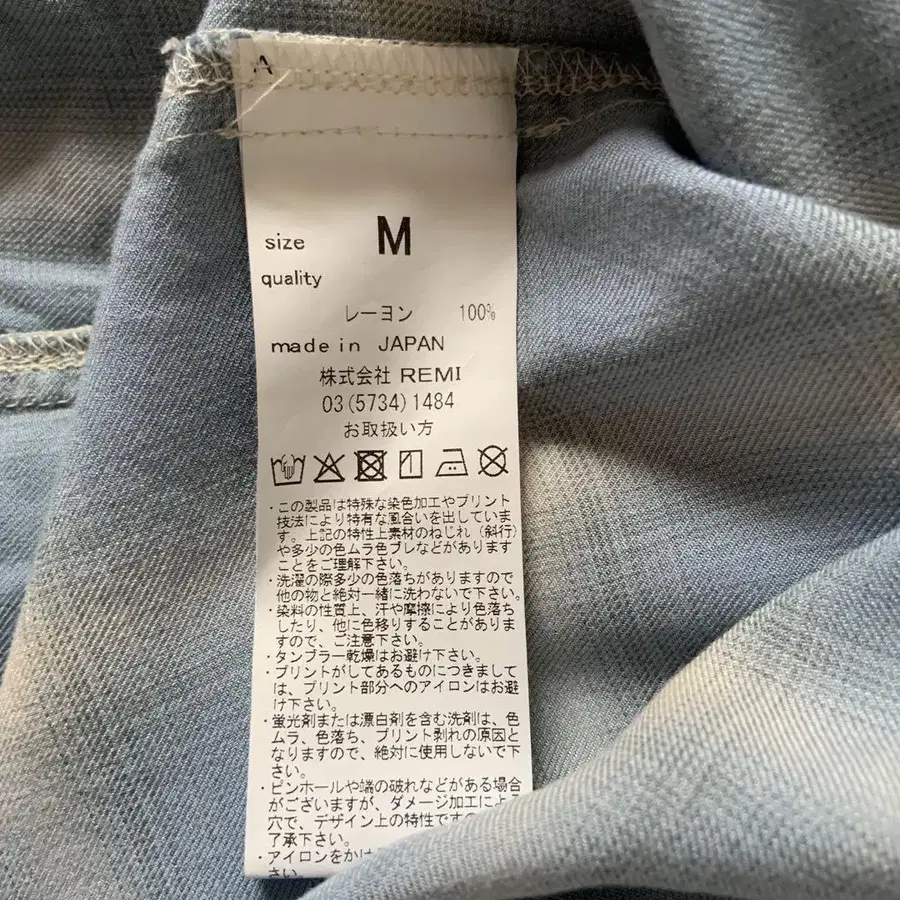 A
size M
quality
レーヨン 100%
made in JAPAN
株式会社 REMI
03(5734)1484
お取扱い方
・この製品は特殊な染色加工やプリント
技法により特有な風合いを出していま
す。上記の特性上素材のねじれ（斜行）
や多少の色ムラ色ブレなどがあります
ことをご理解下さい。
・洗濯の際多少の色落ちがありますので
他の物と絶対一緒に洗わないで下さい。
・染料の性質上、汗や摩擦により色落ち
したり、他に色移りすることがありま
すので、ご注意下さい。
・タンブラー乾燥はお避け下さい。
・プリントがしてあるものにつきまして
は、プリント部分へのアイロンはお避
け下さい。
・蛍光剤または漂白剤を含む洗剤は、色
ムラ、色落ち、プリント剥れの原因と
なりますので、絶対に使用しないで下
さい。
・ピンホールや端の破れなどがある場合
がございますが、ダメージ加工による
穴で、デザイン上の特性ですの
了承下さい。
・アイロンをかけ
さい。